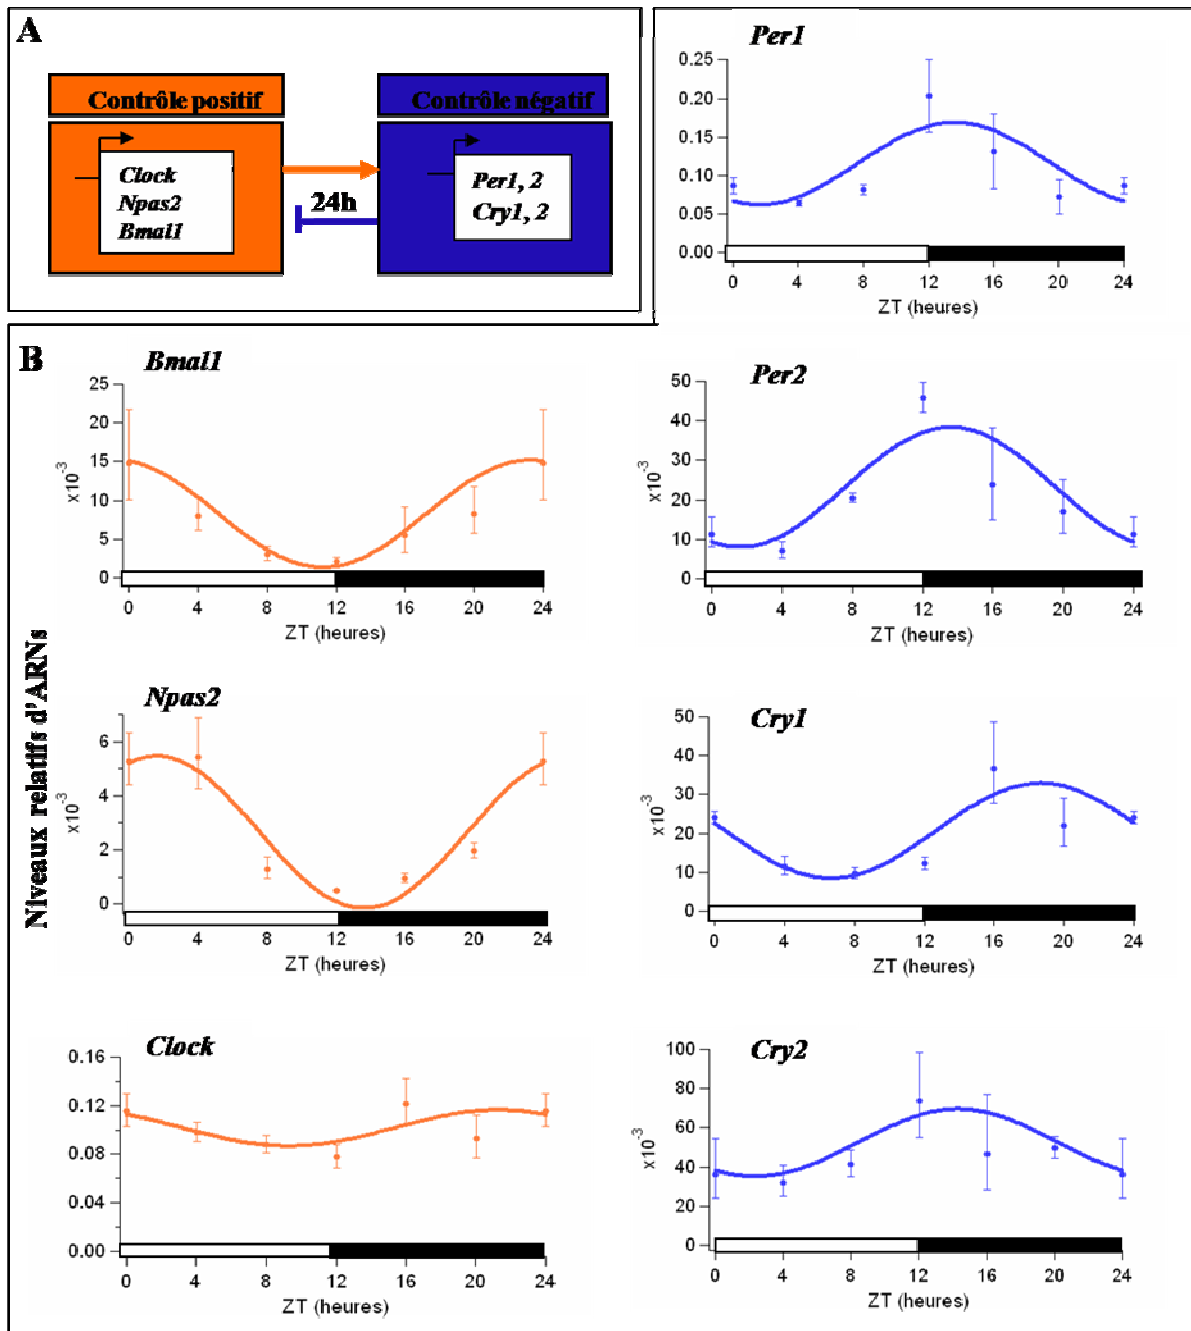 A
Contrôle positif
Contrôle négatif
Clock
Npas2
Bmal1
24h
Per1, 2
Cry1, 2
Per1
0.25
0.20
0.15
0.10
0.05
0.00
0 4 8 12 16 20 24
ZT (heures)
B
Niveaux relatifs d'ARNs
Bmal1
25
20
15
10
5
0
x10-3
0 4 8 12 16 20 24
ZT (heures)
Per2
50
40
30
20
10
0
x10-3
0 4 8 12 16 20 24
ZT (heures)
Npas2
6
4
2
0
x10-3
0 4 8 12 16 20 24
ZT (heures)
Cry1
50
40
30
20
10
0
x10-3
0 4 8 12 16 20 24
ZT (heures)
Clock
0.16
0.12
0.08
0.04
0.00
0 4 8 12 16 20 24
ZT (heures)
Cry2
100
80
60
40
20
0
x10-3
0 4 8 12 16 20 24
ZT (heures)